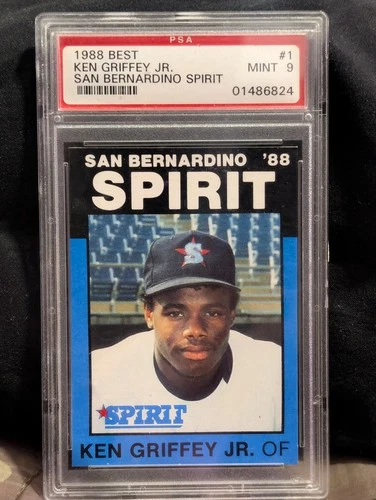 PSA
1988 BEST #1
KEN GRIFFEY JR. MINT 9
SAN BERNARDINO SPIRIT
01486824
SAN BERNARDINO '88
SPIRIT
S
SPIRIT
KEN GRIFFEY JR. OF